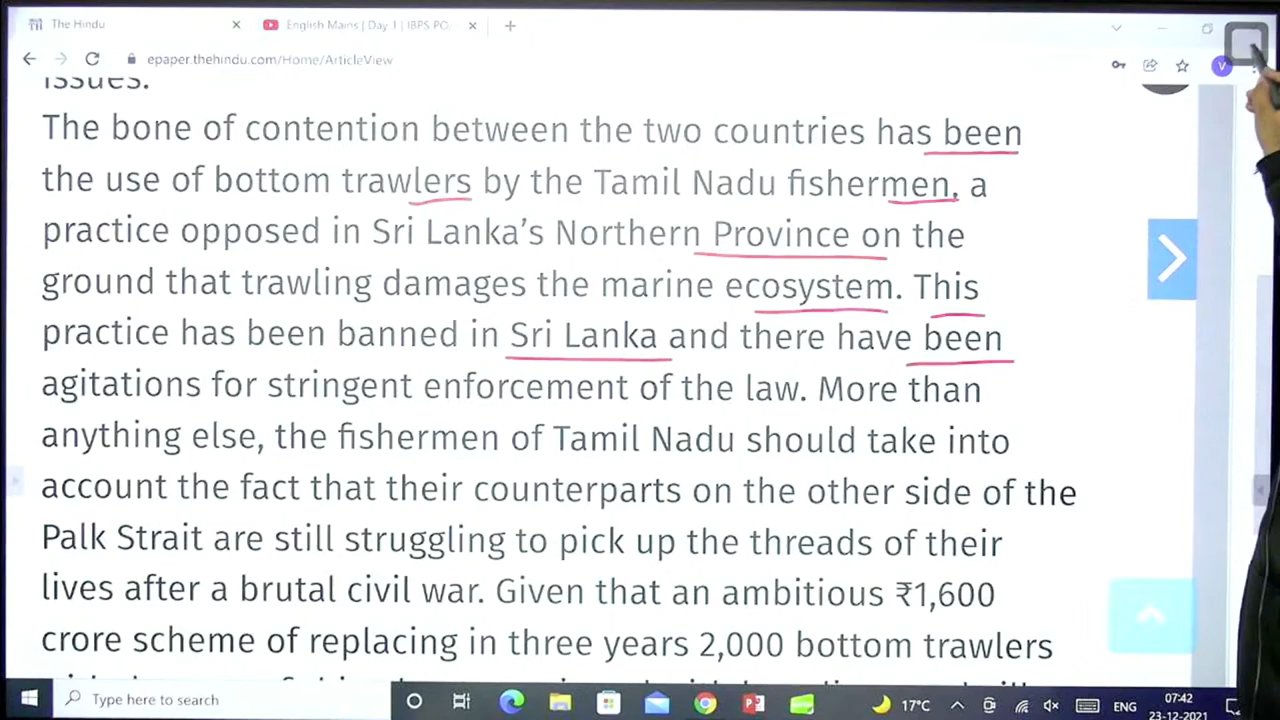 The Hindu
English Mains | Day 1 | IBPS PO
epaper.thehindu.com/Home/ArticleView
V
issues.
The bone of contention between the two countries has been
the use of bottom trawlers by the Tamil Nadu fishermen, a
practice opposed in Sri Lanka's Northern Province on the
ground that trawling damages the marine ecosystem. This
practice has been banned in Sri Lanka and there have been
agitations for stringent enforcement of the law. More than
anything else, the fishermen of Tamil Nadu should take into
account the fact that their counterparts on the other side of the
Palk Strait are still struggling to pick up the threads of their
lives after a brutal civil war. Given that an ambitious ₹1,600
crore scheme of replacing in three years 2,000 bottom trawlers
Type here to search
17°C
ENG
07:42
23-12-2021